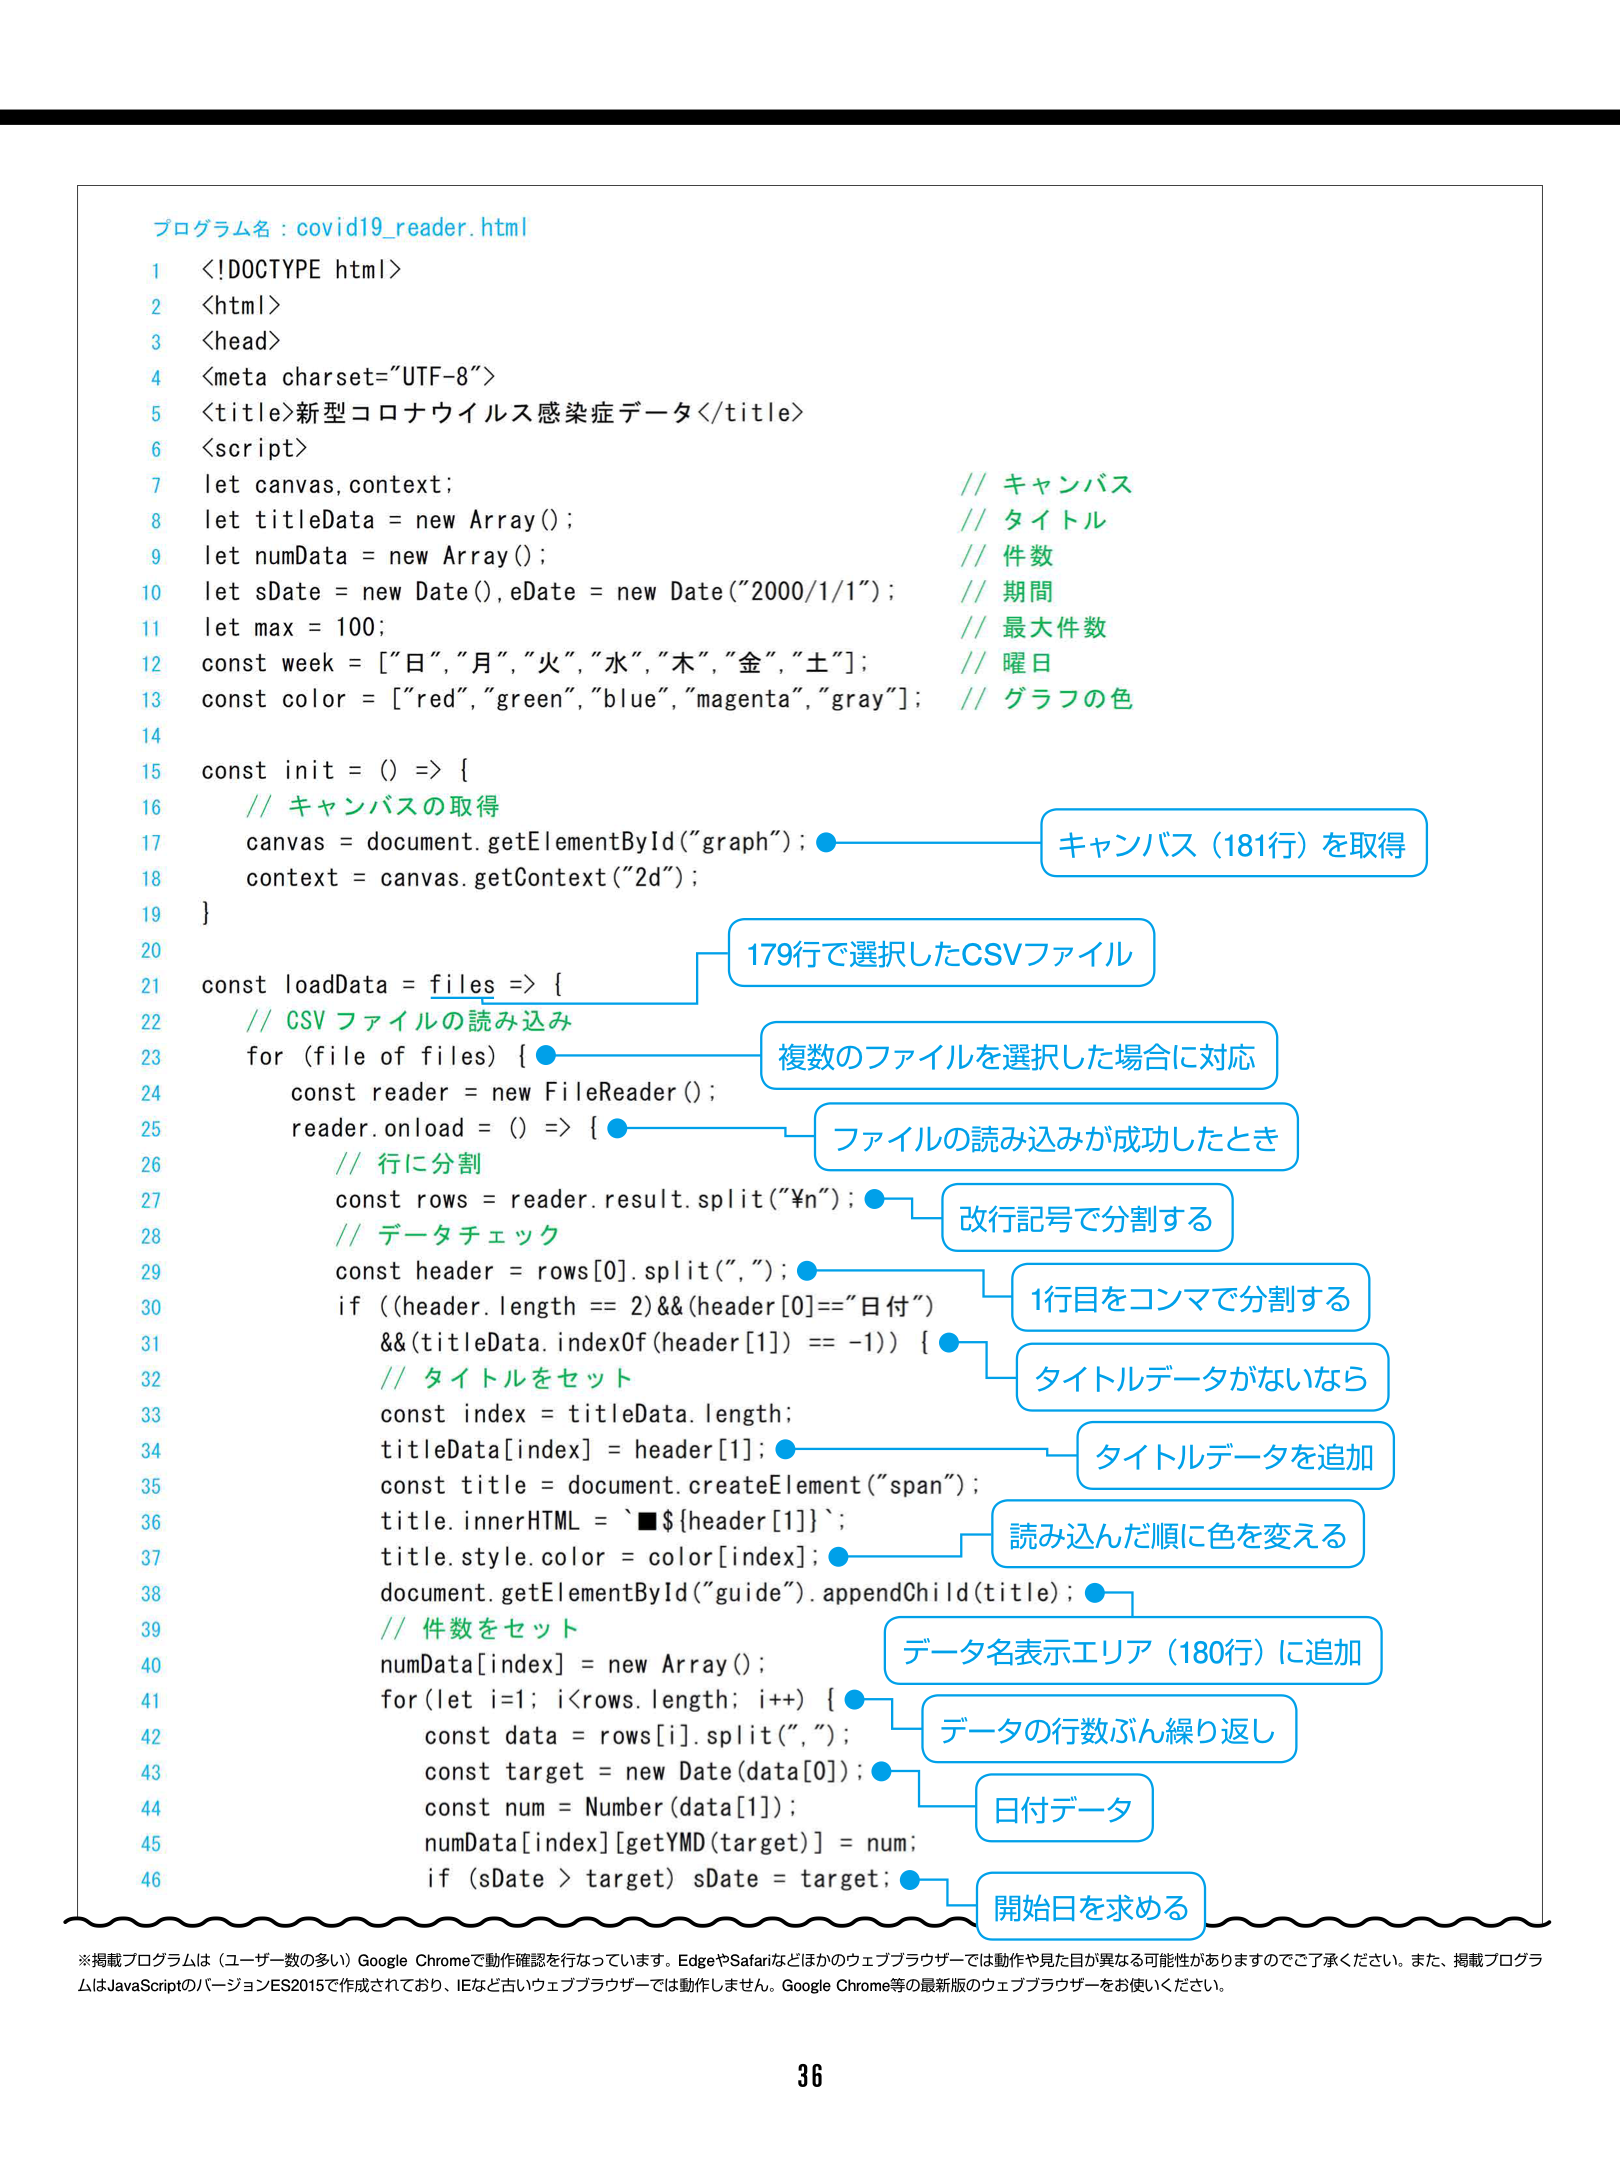 プログラム名：covid19_reader.html
1 <!DOCTYPE html>
2 <html>
3 <head>
4 <meta charset="UTF-8">
5 <title>新型コロナウイルス感染症データ</title>
6 <script>
7 let canvas,context; // キャンバス
8 let titleData = new Array(); // タイトル
9 let numData = new Array(); // 件数
10 let sDate = new Date(),eDate = new Date("2000/1/1"); // 期間
11 let max = 100; // 最大件数
12 const week = ["日","月","火","水","木","金","土"]; // 曜日
13 const color = ["red","green","blue","magenta","gray"]; // グラフの色
14
15 const init = () => {
16 // キャンバスの取得
17 canvas = document.getElementById("graph"); キャンバス（181行）を取得
18 context = canvas.getContext("2d");
19 }
20
179行で選択したCSVファイル
21 const loadData = files => {
22 // CSV ファイルの読み込み
23 for (file of files) { 複数のファイルを選択した場合に対応
24 const reader = new FileReader();
25 reader.onload = () => { ファイルの読み込みが成功したとき
26 // 行に分割
27 const rows = reader.result.split("¥n"); 改行記号で分割する
28 // データチェック
29 const header = rows[0].split(","); 1行目をコンマで分割する
30 if ((header.length == 2)&&(header[0]=="日付")
31 &&(titleData.indexOf(header[1]) == -1)) { タイトルデータがないなら
32 // タイトルをセット
33 const index = titleData.length;
34 titleData[index] = header[1]; タイトルデータを追加
35 const title = document.createElement("span");
36 title.innerHTML = `■${header[1]}`;
37 title.style.color = color[index]; 読み込んだ順に色を変える
38 document.getElementById("guide").appendChild(title); データ名表示エリア（180行）に追加
39 // 件数をセット
40 numData[index] = new Array();
41 for(let i=1; i<rows.length; i++) { データの行数ぶん繰り返し
42 const data = rows[i].split(",");
43 const target = new Date(data[0]); 日付データ
44 const num = Number(data[1]);
45 numData[index][getYMD(target)] = num;
46 if (sDate > target) sDate = target; 開始日を求める
※掲載プログラムは（ユーザー数の多い）Google Chromeで動作確認を行なっています。EdgeやSafariなどほかのウェブブラウザーでは動作や見た目が異なる可能性がありますのでご了承ください。また、掲載プログラ
ムはJavaScriptのバージョンES2015で作成されており、IEなど古いウェブブラウザーでは動作しません。Google Chrome等の最新版のウェブブラウザーをお使いください。
36